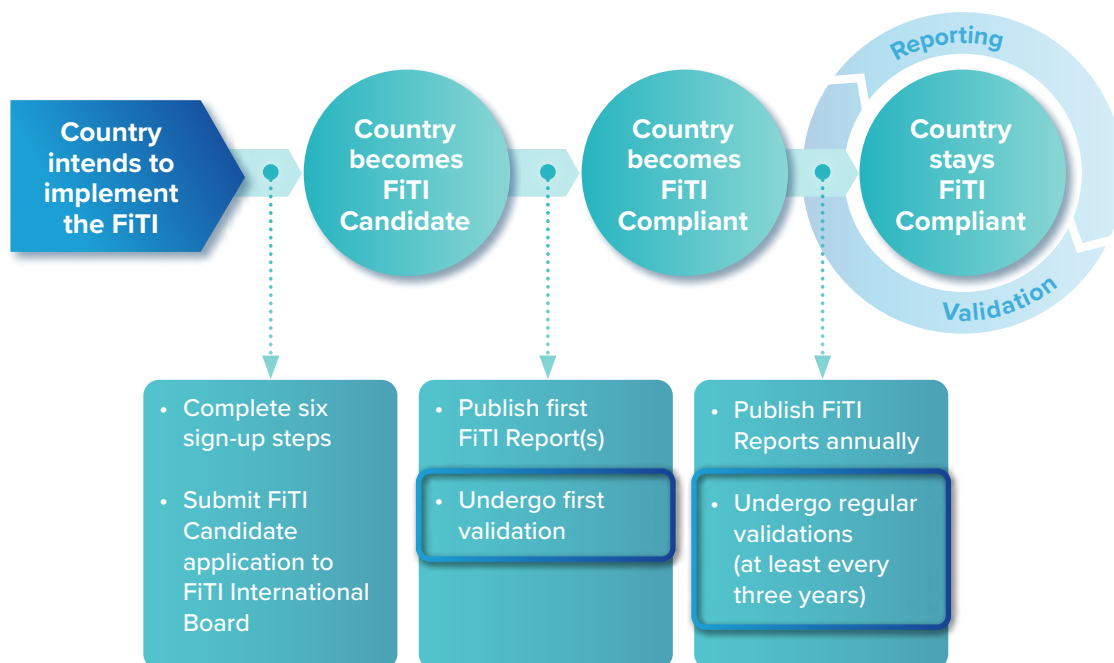 Reporting
Country
intends to
implement
the FiTI
Country
becomes
FiTI
Candidate
Country
becomes
FiTI
Compliant
Country
stays
FiTI
Compliant
Validation
• Complete six
sign-up steps
• Submit FiTI
Candidate
application to
FiTI International
Board
• Publish first
FiTI Report(s)
• Undergo first
validation
• Publish FiTI
Reports annually
• Undergo regular
validations
(at least every
three years)